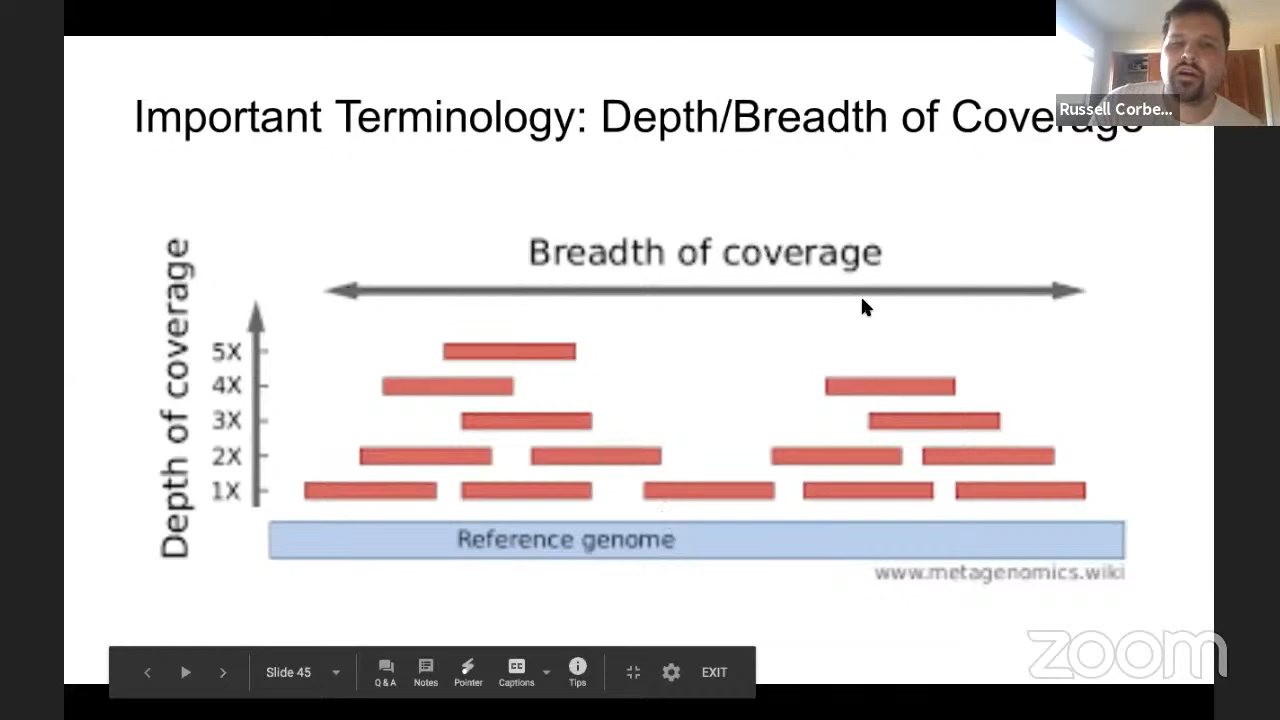 Russell Corbe...
Important Terminology: Depth/Breadth of Coverage
Breadth of coverage
Depth of coverage
5X
4X
3X
2X
1X
Reference genome
www.metagenomics.wiki
zoom
Slide 45
Q & A
Notes
Pointer
CC
Captions
Tips
EXIT